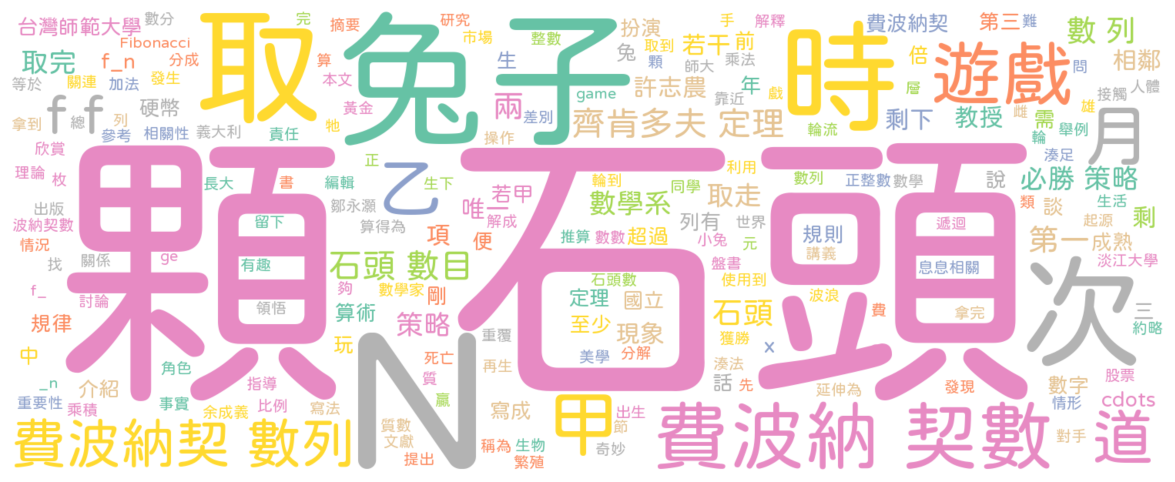 台灣師範大學 數分 完 摘要 研究 扮演 手 解釋 費波納契 第三 難
Fibonacci 取 兔子 市場 整數 兔 取到 若干 前 時 數 列
取完 f_n 分成 算 生 顆 乘法 倍 遊戲 相鄰
等於 關連 加法 發生 本文 game 許志農 師大 年 戲 層 問 人體
ff 硬幣 黃金 兩 差別 靠近 接觸
拿到 總 列 牠 齊肯多夫 定理 剩下 教授 需 雌 雄 月
參考 相關性 義大利 責任 操作 輪流 輪 舉例
欣賞 正 輪到 利用 湊足
理論 枚 顆 長大 書 編輯 乙 生下 若甲 石頭 同學 數列 正整數 數學 說 必勝 策略
出版 鄒永灝 唯一 數學系 取走 類 生活
波納契數 留下 算得為 解成 列有 世界 遞迴 談 起源 剩
情況 找 關係 ge 項 便 推算 數數 超過 小兔 元 規則 第一 成熟
有趣 石頭 數目 重疊 盤書 講義 息息相關 淡江大學
f_ 討論 夠 數學家 剛 石頭數 使用到 次
領悟 定理 國立 波浪 費 拿完 三
規律 算術 策略 至少 現象 石頭 約略
中 N 重覆 獲勝 x
玩 死亡 再生 美學 分解 話 湊法
_n 介紹 角色 指導 質 先 延伸為 發現 數字 股票
重要性 乘積 事實 余成義 比例 寫法 贏 寫成 甲 出生 情形 cdots
費波納契 數列 質數 文獻 稱為 生物 節 費波納 契數 對手 道
提出 繁殖 奇妙